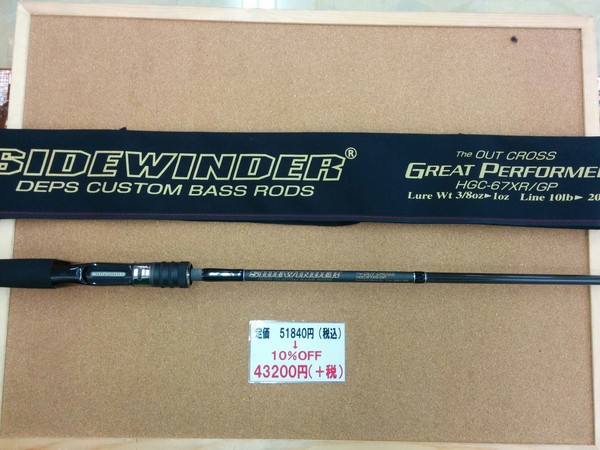 SIDEWINDER®
DEPS CUSTOM BASS RODS
The OUT CROSS
GREAT PERFORMER
HGC-67XR/GP
Lure Wt 3/8oz►1oz Line 10lb►20
SIDEWINDER
定価 51840円(税込)
↓
10%OFF
43200円(+税)